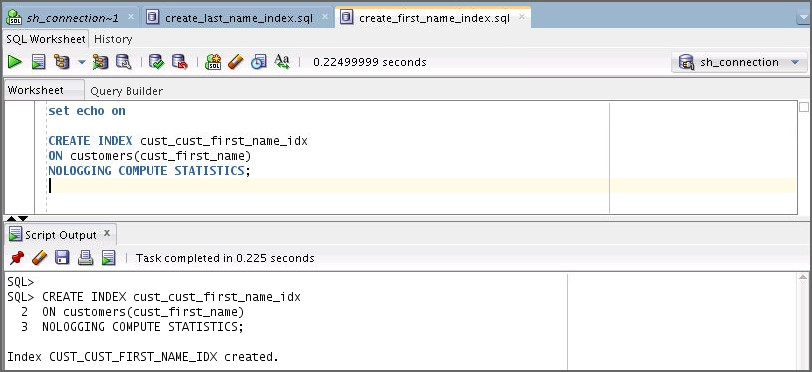 sh_connection~1 create_last_name_index.sql create_first_name_index.sql
SQL Worksheet History
0.22499999 seconds sh_connection
Worksheet Query Builder
set echo on
CREATE INDEX cust_cust_first_name_idx
ON customers(cust_first_name)
NOLOGGING COMPUTE STATISTICS;
Script Output
Task completed in 0.225 seconds
SQL>
SQL> CREATE INDEX cust_cust_first_name_idx
2 ON customers(cust_first_name)
3 NOLOGGING COMPUTE STATISTICS;
Index CUST_CUST_FIRST_NAME_IDX created.